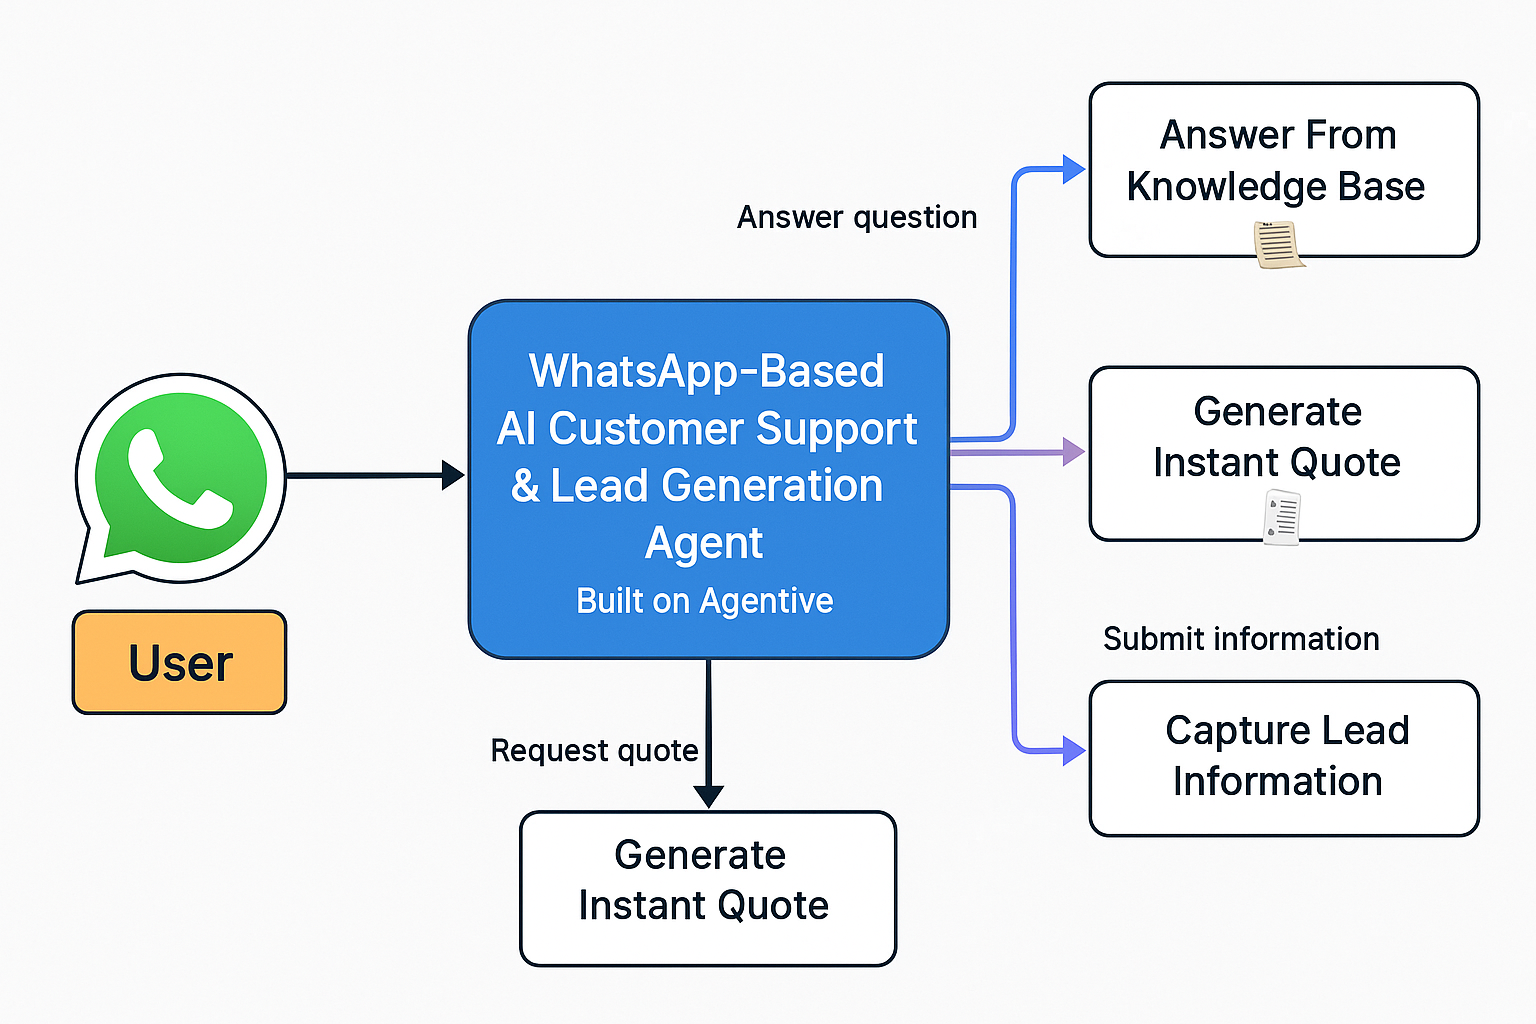 Answer From
Knowledge Base
Answer question
WhatsApp-Based
AI Customer Support
& Lead Generation
Agent
Built on Agentive
Generate
Instant Quote
User
Submit information
Capture Lead
Information
Request quote
Generate
Instant Quote